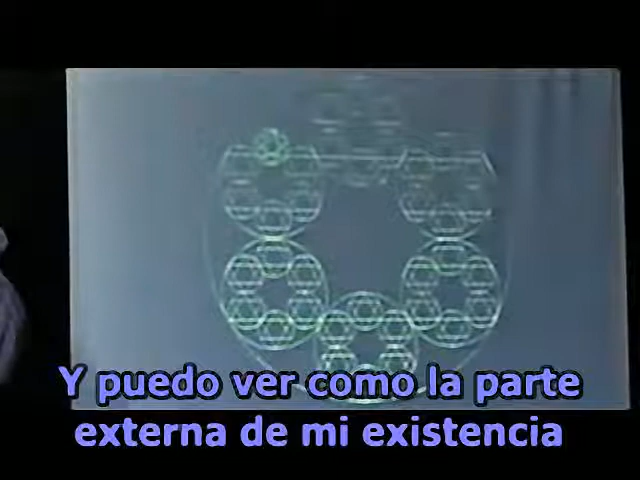 Y puedo ver como la parte
externa de mi existencia